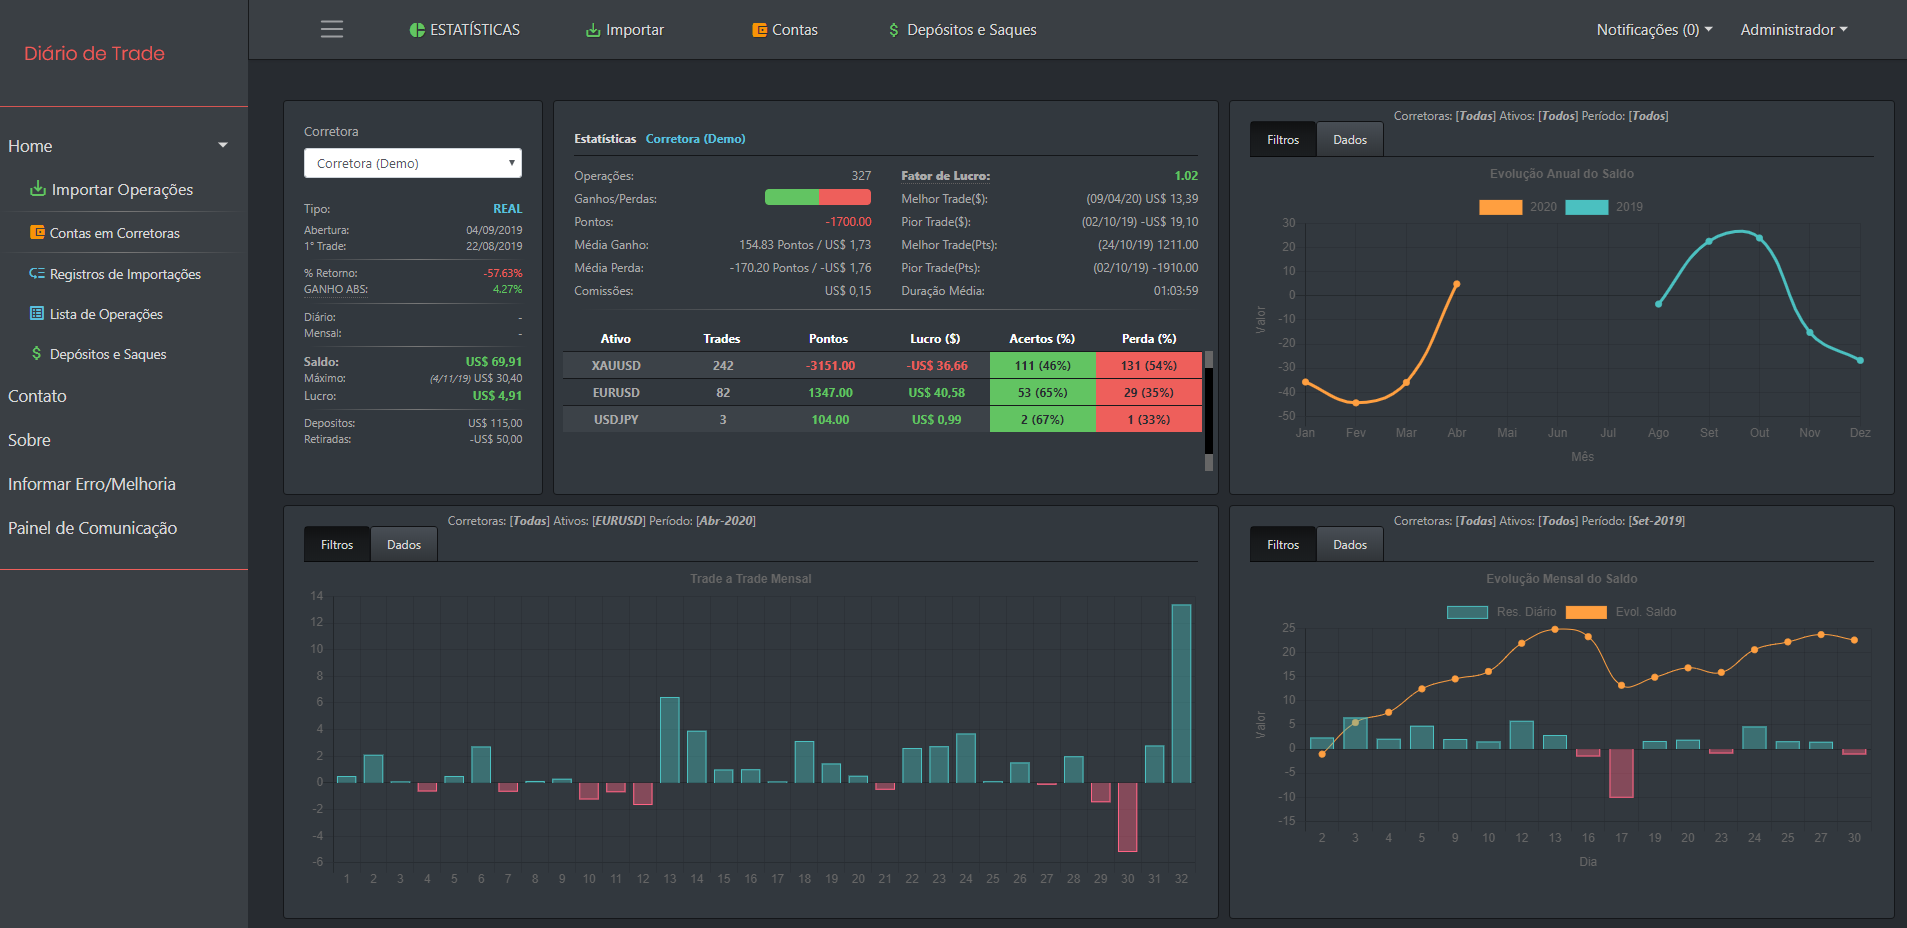 Diário de Trade
ESTATÍSTICAS
Importar
Contas
Depósitos e Saques
Notificações (0)
Administrador
Home
Importar Operações
Contas em Corretoras
Registros de Importações
Lista de Operações
Depósitos e Saques
Contato
Sobre
Informar Erro/Melhoria
Painel de Comunicação
Corretora
Corretora (Demo)
Tipo: REAL
Abertura: 04/09/2019
1° Trade: 22/08/2019
% Retorno: -57.63%
GANHO ABS: 4.27%
Diário: -
Mensal: -
Saldo: US$ 69,91
Máximo: (4/11/19) US$ 30,40
Lucro: US$ 4,91
Depositos: US$ 115,00
Retiradas: -US$ 50,00
Estatísticas Corretora (Demo)
Operações: 327
Ganhos/Perdas:
Pontos: -1700.00
Média Ganho: 154.83 Pontos / US$ 1,73
Média Perda: -170.20 Pontos / -US$ 1,76
Comissões: US$ 0,15
Fator de Lucro: 1.02
Melhor Trade($): (09/04/20) US$ 13,39
Pior Trade($): (02/10/19) -US$ 19,10
Melhor Trade(Pts): (24/10/19) 1211.00
Pior Trade(Pts): (02/10/19) -1910.00
Duração Média: 01:03:59
Ativo Trades Pontos Lucro ($) Acertos (%) Perda (%)
XAUUSD 242 -3151.00 -US$ 36,66 111 (46%) 131 (54%)
EURUSD 82 1347.00 US$ 40,58 53 (65%) 29 (35%)
USDJPY 3 104.00 US$ 0,99 2 (67%) 1 (33%)
Corretoras: [Todas] Ativos: [Todos] Período: [Todos]
Filtros Dados
Evolução Anual do Saldo
2020 2019
30
20
10
0
-10
-20
-30
-40
-50
Valor
Jan Fev Mar Abr Mai Jun Jul Ago Set Out Nov Dez
Mês
Corretoras: [Todas] Ativos: [EURUSD] Período: [Abr-2020]
Filtros Dados
Trade a Trade Mensal
14
12
10
8
6
4
2
0
-2
-4
-6
1 2 3 4 5 6 7 8 9 10 11 12 13 14 15 16 17 18 19 20 21 22 23 24 25 26 27 28 29 30 31 32
Corretoras: [Todas] Ativos: [Todos] Período: [Set-2019]
Filtros Dados
Evolução Mensal do Saldo
Res. Diário Evol. Saldo
25
20
15
10
5
0
-5
-10
-15
Valor
2 3 4 5 9 10 12 13 16 17 19 20 23 24 25 27 30
Dia